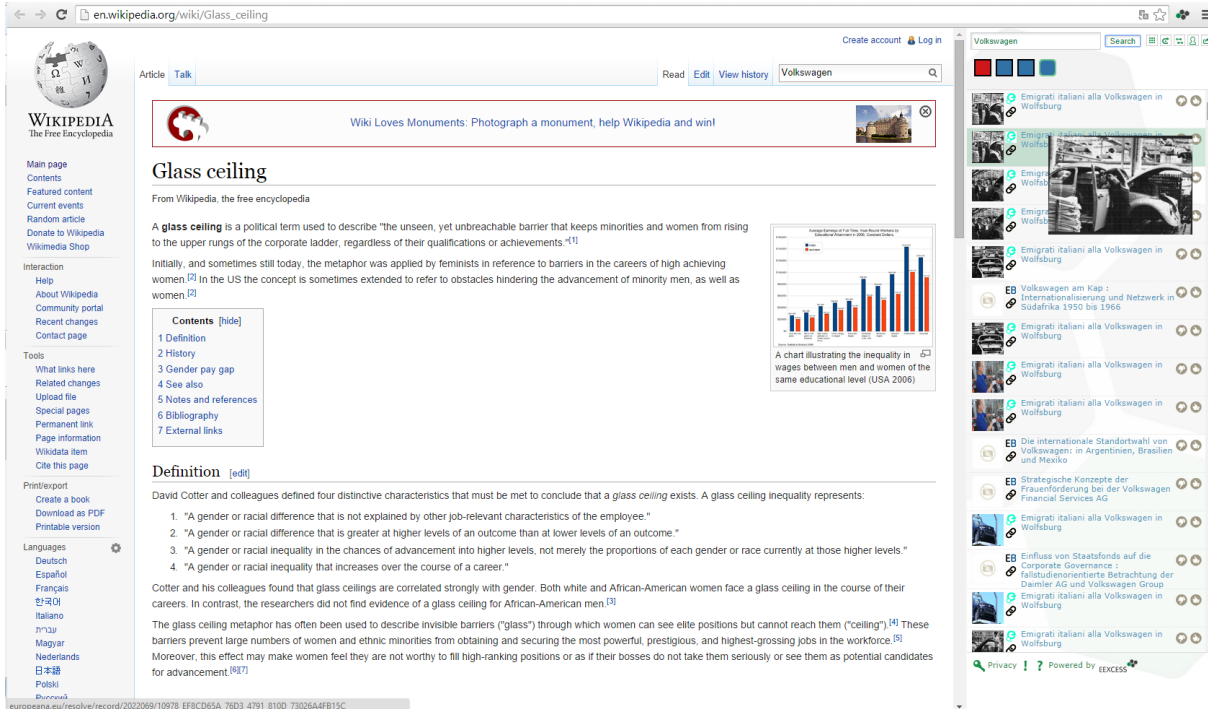 en.wikipedia.org/wiki/Glass_ceiling
Create account Log in
Article Talk
Read Edit View history Volkswagen
WIKIPEDIA
The Free Encyclopedia
Main page
Contents
Featured content
Current events
Random article
Donate to Wikipedia
Wikimedia Shop
Interaction
Help
About Wikipedia
Community portal
Recent changes
Contact page
Tools
What links here
Related changes
Upload file
Special pages
Permanent link
Page information
Wikidata item
Cite this page
Print/export
Create a book
Download as PDF
Printable version
Languages
Deutsch
Español
Français
한국어
Italiano
עברית
Magyar
Nederlands
日本語
Polski
Русский
Wiki Loves Monuments: Photograph a monument, help Wikipedia and win!
Glass ceiling
From Wikipedia, the free encyclopedia
A glass ceiling is a political term used to describe "the unseen, yet unbreachable barrier that keeps minorities and women from rising
to the upper rungs of the corporate ladder, regardless of their qualifications or achievements."[1]
Initially, and sometimes still today, the metaphor was applied by feminists in reference to barriers in the careers of high achieving
women.[2] In the US the concept is sometimes extended to refer to obstacles hindering the advancement of minority men, as well as
women.[2]
Contents [hide]
1 Definition
2 History
3 Gender pay gap
4 See also
5 Notes and references
6 Bibliography
7 External links
A chart illustrating the inequality in
wages between men and women of the
same educational level (USA 2006)
Definition [edit]
David Cotter and colleagues defined four distinctive characteristics that must be met to conclude that a glass ceiling exists. A glass ceiling inequality represents:
1. "A gender or racial difference that is not explained by other job-relevant characteristics of the employee."
2. "A gender or racial difference that is greater at higher levels of an outcome than at lower levels of an outcome."
3. "A gender or racial inequality in the chances of advancement into higher levels, not merely the proportions of each gender or race currently at those higher levels."
4. "A gender or racial inequality that increases over the course of a career."
Cotter and his colleagues found that glass ceilings are correlated strongly with gender. Both white and African-American women face a glass ceiling in the course of their
careers. In contrast, the researchers did not find evidence of a glass ceiling for African-American men.[3]
The glass ceiling metaphor has often been used to describe invisible barriers ("glass") through which women can see elite positions but cannot reach them ("ceiling").[4] These
barriers prevent large numbers of women and ethnic minorities from obtaining and securing the most powerful, prestigious, and highest-grossing jobs in the workforce.[5]
Moreover, this effect may make women feel they are not worthy to fill high-ranking positions or as if their bosses do not take them seriously or see them as potential candidates
for advancement.[6][7]
Volkswagen Search
Emigrati italiani alla Volkswagen in
Wolfsburg
Emigrati italiani alla Volkswagen in
Wolfsb
Emigra
Wolfsb
Emigra
Wolfsb
Emigrati italiani alla Volkswagen in
Wolfsburg
EB Volkswagen am Kap :
Internationalisierung und Netzwerk in
Südafrika 1950 bis 1966
Emigrati italiani alla Volkswagen in
Wolfsburg
Emigrati italiani alla Volkswagen in
Wolfsburg
Emigrati italiani alla Volkswagen in
Wolfsburg
EB Die internationale Standortwahl von
Volkswagen: in Argentinien, Brasilien
und Mexiko
EB Strategische Konzepte der
Frauenförderung bei der Volkswagen
Financial Services AG
Emigrati italiani alla Volkswagen in
Wolfsburg
EB Einfluss von Staatsfonds auf die
Corporate Governance :
fallstudienorientierte Betrachtung der
Daimler AG und Volkswagen Group
Emigrati italiani alla Volkswagen in
Wolfsburg
Emigrati italiani alla Volkswagen in
Wolfsburg
Privacy ! ? Powered by EEXCESS